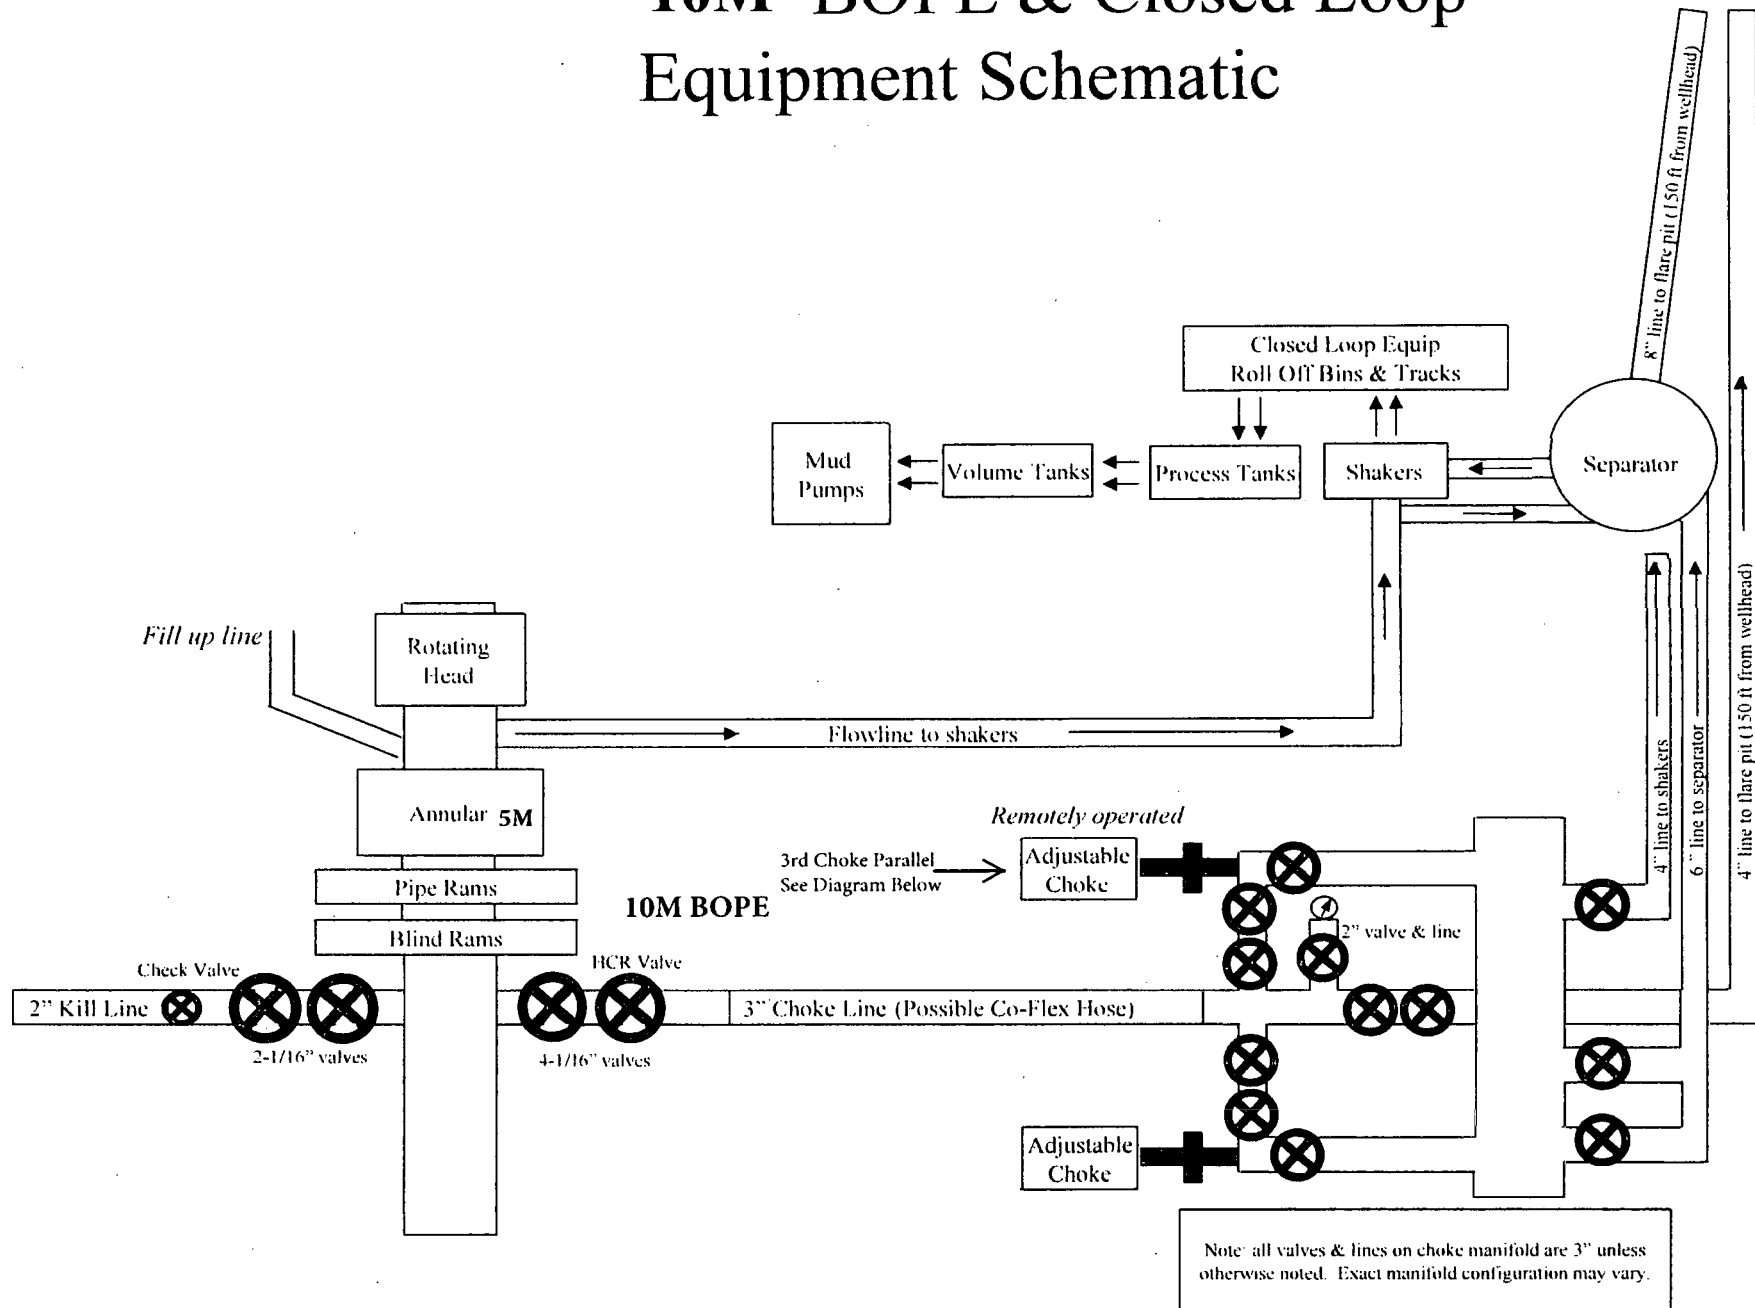 10M BOPE & Closed Loop
Equipment Schematic
8" line to flare pit (150 ft from wellhead)
4" line to flare pit (150 ft from wellhead)
Closed Loop Equip
Roll Off Bins & Tracks
Mud
Pumps
Volume Tanks
Process Tanks
Shakers
Separator
Fill up line
Rotating
Head
Flowline to shakers
4" line to shakers
6" line to separator
Annular 5M
Remotely operated
3rd Choke Parallel
See Diagram Below
Adjustable
Choke
Pipe Rams
10M BOPE
Blind Rams
2" valve & line
Check Valve
HCR Valve
2" Kill Line
3" Choke Line (Possible Co-Flex Hose)
2-1/16" valves
4-1/16" valves
Adjustable
Choke
Note: all valves & lines on choke manifold are 3" unless
otherwise noted. Exact manifold configuration may vary.